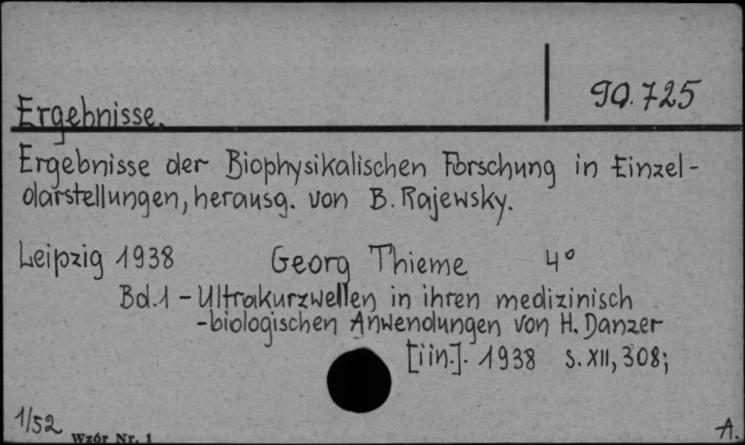 90.725
Ergebnisse.
Ergebnisse der Biophysikalischen Forschung in Einzel-
darstellungen, herausg. von B. Rajewsky.
Leipzig 1938 Georg Thieme 4°
Bd.1 - Ultrakurzwellen in ihren medizinisch
-biologischen Anwendungen von H. Danzer
[iin.]. 1938 S. XII, 308;
1/52
Wzór Nr. 1
A.